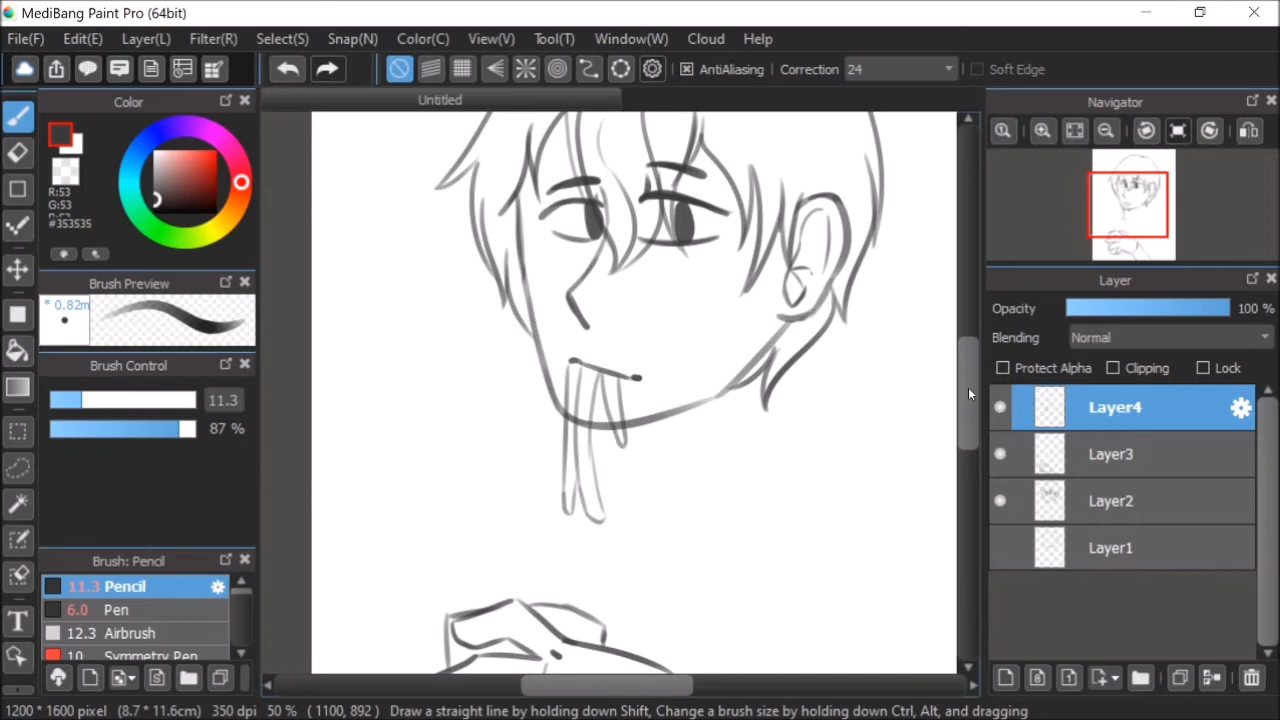 MediBang Paint Pro (64bit)
File(F) Edit(E) Layer(L) Filter(R) Select(S) Snap(N) Color(C) View(V) Tool(T) Window(W) Cloud Help
AntiAliasing Correction 24 Soft Edge
Color
Untitled
Navigator
R:53
G:53
#353535
Brush Preview
* 0.82m
Layer
Opacity 100 %
Blending Normal
Brush Control
Protect Alpha Clipping Lock
11.3
87 %
Layer4
Layer3
Layer2
Layer1
Brush: Pencil
11.3 Pencil
6.0 Pen
12.3 Airbrush
10 Symmetry Pen
T
1200 * 1600 pixel (8.7 * 11.6cm) 350 dpi 50 % ( 1100, 892 ) Draw a straight line by holding down Shift, Change a brush size by holding down Ctrl, Alt, and dragging